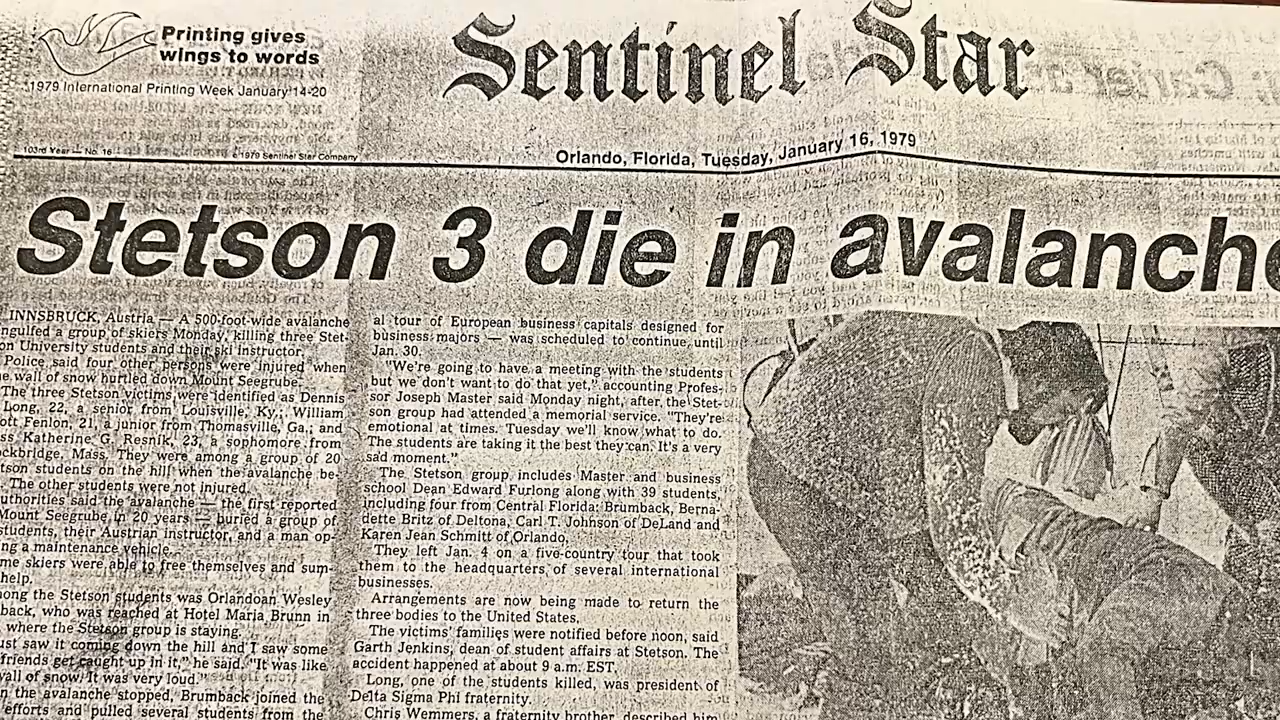 Printing gives
wings to words
1979 International Printing Week January 14-20
Sentinel Star
103rd Year — No. 16
©1979 Sentinel Star Company
Orlando, Florida, Tuesday, January 16, 1979
Stetson 3 die in avalanche
INNSBRUCK, Austria — A 500-foot-wide avalanche
ngulfed a group of skiers Monday, killing three Stet-
on University students and their ski instructor.
Police said four other persons were injured when
e wall of snow hurtled down Mount Seegrube.
The three Stetson victims were identified as Dennis
Long, 22, a senior from Louisville, Ky.; William
ott Fenlon, 21, a junior from Thomasville, Ga.; and
ss Katherine G. Resnik, 23, a sophomore from
ockbridge, Mass. They were among a group of 20
tson students on the hill when the avalanche be-
The other students were not injured.
uthorities said the avalanche — the first reported
Mount Seegrube in 20 years — buried a group of
students, their Austrian instructor, and a man op-
ng a maintenance vehicle.
me skiers were able to free themselves and sum-
help.
ong the Stetson students was Orlandoan Wesley
back, who was reached at Hotel Maria Brunn in
where the Stetson group is staying.
ust saw it coming down the hill and I saw some
friends get caught up in it," he said. "It was like
wall of snow. It was very loud."
n the avalanche stopped, Brumback joined the
efforts and pulled several students from the
al tour of European business capitals designed for
business majors — was scheduled to continue until
Jan. 30.
"We're going to have a meeting with the students
but we don't want to do that yet," accounting Profes-
sor Joseph Master said Monday night, after the Stet-
son group had attended a memorial service. "They're
emotional at times. Tuesday we'll know what to do.
The students are taking it the best they can. It's a very
sad moment."
The Stetson group includes Master and business
school Dean Edward Furlong along with 39 students,
including four from Central Florida: Brumback, Berna-
dette Britz of Deltona, Carl T. Johnson of DeLand and
Karen Jean Schmitt of Orlando.
They left Jan. 4 on a five-country tour that took
them to the headquarters of several international
businesses.
Arrangements are now being made to return the
three bodies to the United States.
The victims' families were notified before noon, said
Garth Jenkins, dean of student affairs at Stetson. The
accident happened at about 9 a.m. EST.
Long, one of the students killed, was president of
Delta Sigma Phi fraternity.
Chris Wemmers, a fraternity brother, described him